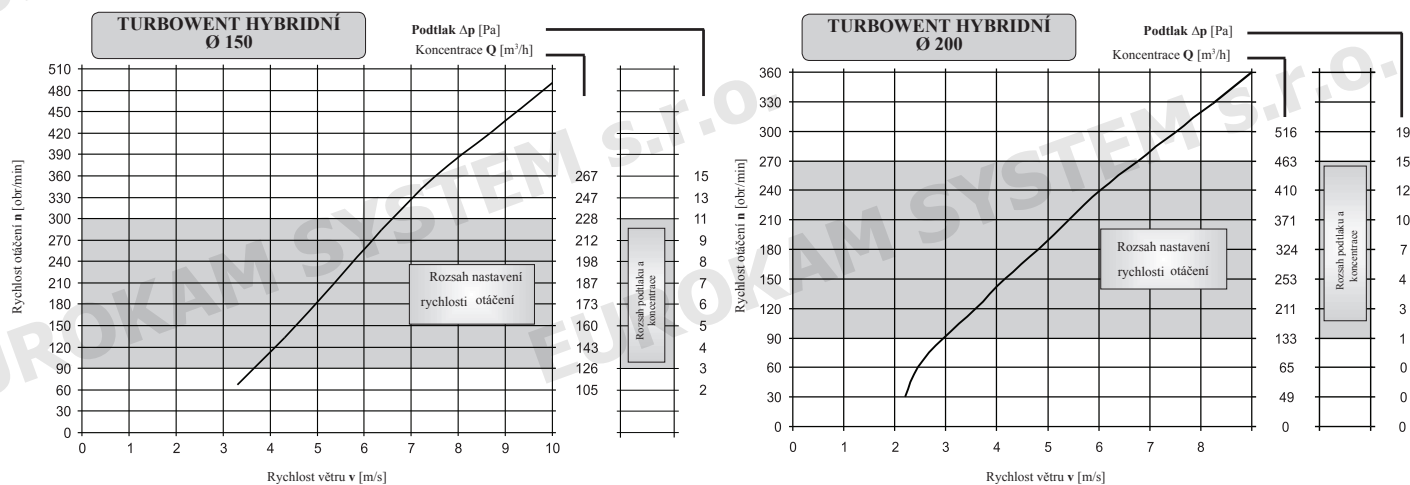 TURBOWENT HYBRIDNÍ
Ø 150
Podtlak Δp [Pa]
Koncentrace Q [m³/h]
510
480
450
420
390
360 267 15
330 247 13
300 228 11
270 212 9
240 198 8
210 187 7
180 173 6
150 160 5
120 143 4
90 126 3
60 105 2
30
0
0 1 2 3 4 5 6 7 8 9 10
Rychlost otáčení n [obr/min]
Rychlost větru v [m/s]
Rozsah nastavení
rychlosti otáčení
Rozsah podtlaku a
koncentrace
TURBOWENT HYBRIDNÍ
Ø 200
Podtlak Δp [Pa]
Koncentrace Q [m³/h]
360
330
300 516 19
270 463 15
240 410 12
210 371 10
180 324 7
150 253 4
120 211 3
90 133 1
60 65 0
30 49 0
0 0 0
0 1 2 3 4 5 6 7 8
Rychlost otáčení n [obr/min]
Rychlost větru v [m/s]
Rozsah nastavení
rychlosti otáčení
Rozsah podtlaku a
koncentrace
EUROKAM SYSTEM s.r.o.
EUROKAM SYSTEM s.r.o.